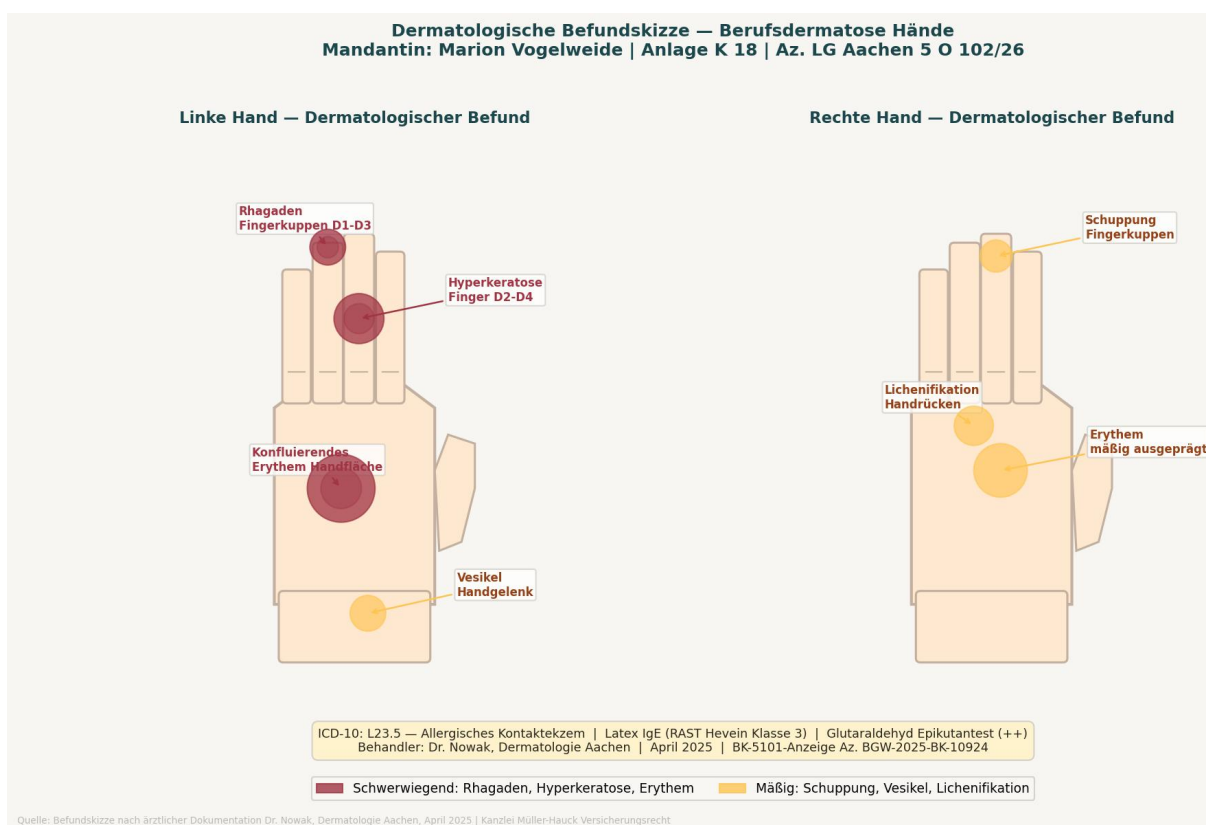 Dermatologische Befundskizze — Berufsdermatose Hände
Mandantin: Marion Vogelweide | Anlage K 18 | Az. LG Aachen 5 O 102/26
Linke Hand — Dermatologischer Befund
Rhagaden
Fingerkuppen D1-D3
Hyperkeratose
Finger D2-D4
Konfluierendes
Erythem Handfläche
Vesikel
Handgelenk
Rechte Hand — Dermatologischer Befund
Schuppung
Fingerkuppen
Lichenifikation
Handrücken
Erythem
mäßig ausgeprägt
ICD-10: L23.5 — Allergisches Kontaktekzem | Latex IgE (RAST Hevein Klasse 3) | Glutaraldehyd Epikutantest (++)
Behandler: Dr. Nowak, Dermatologie Aachen | April 2025 | BK-5101-Anzeige Az. BGW-2025-BK-10924
Schwerwiegend: Rhagaden, Hyperkeratose, Erythem
Mäßig: Schuppung, Vesikel, Lichenifikation
Quelle: Befundskizze nach ärztlicher Dokumentation Dr. Nowak, Dermatologie Aachen, April 2025 | Kanzlei Müller-Hauck Versicherungsrecht